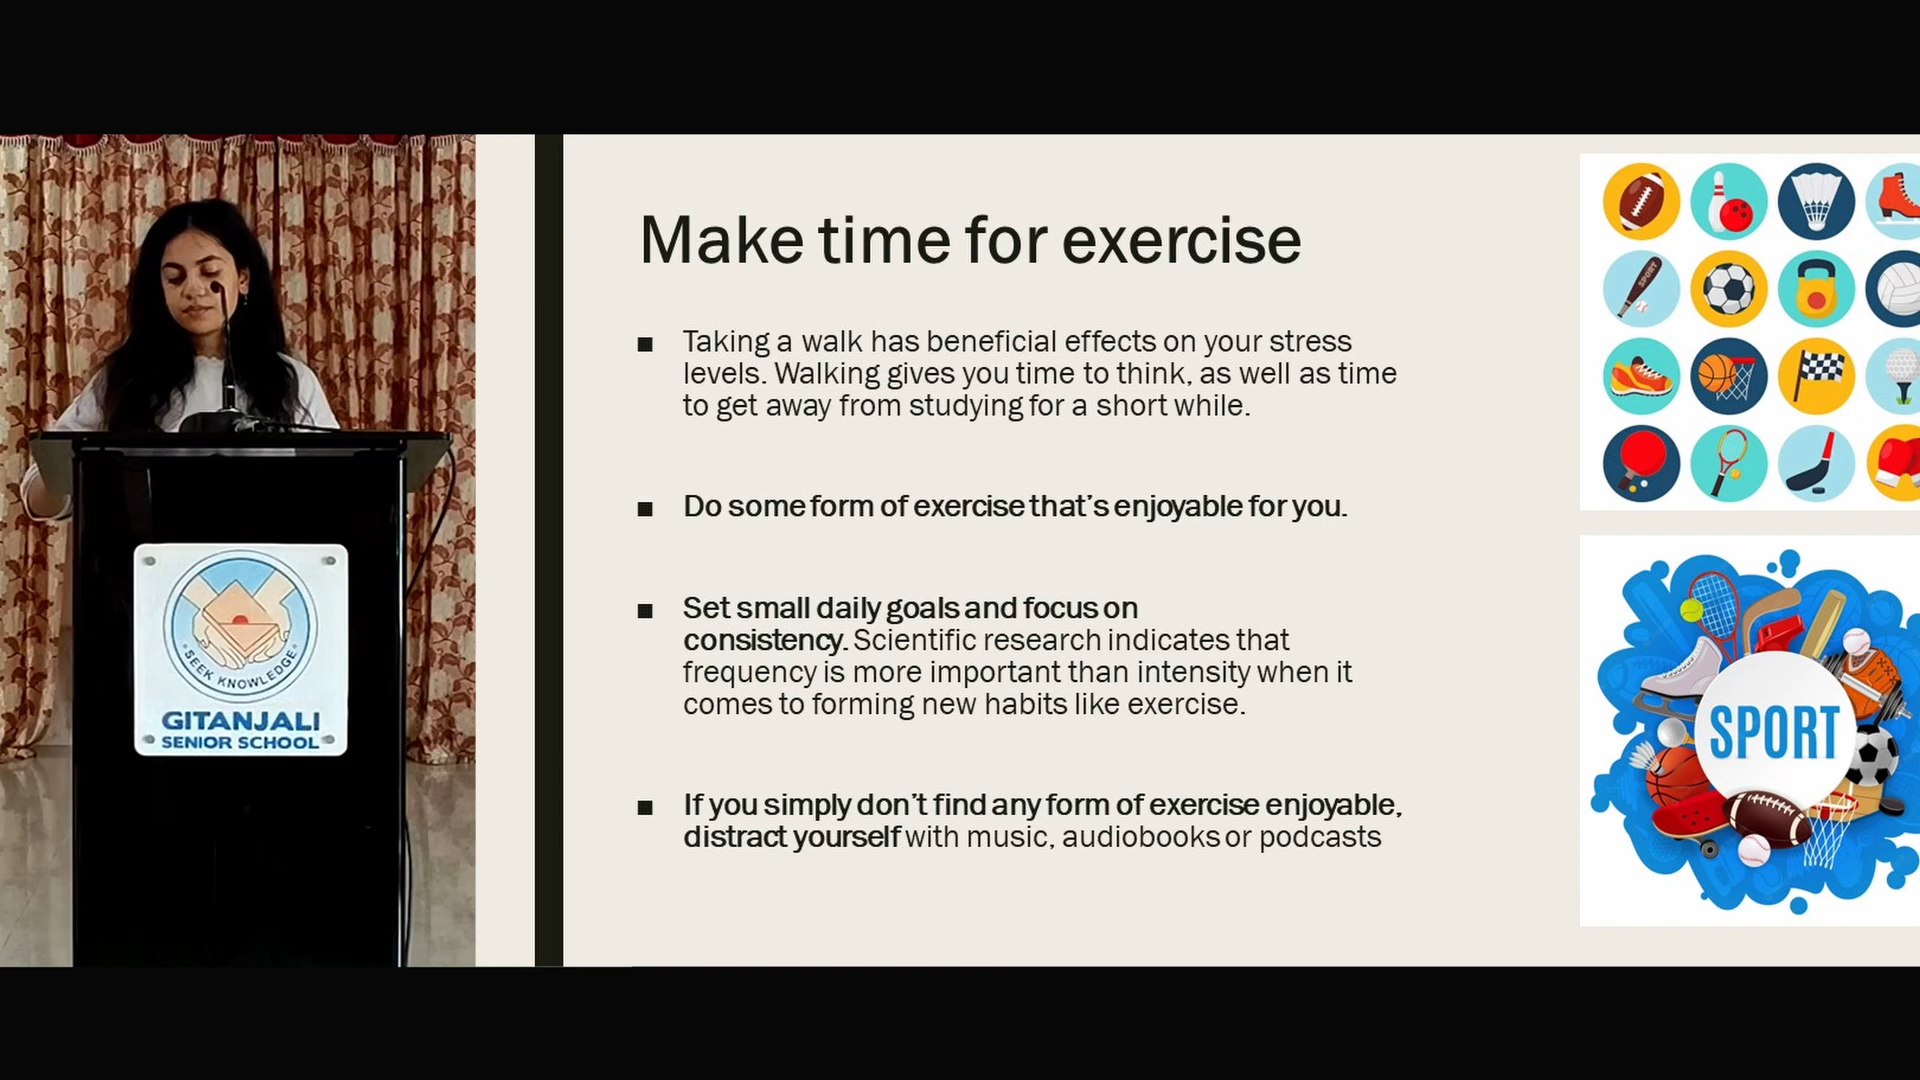 Make time for exercise
▪ Taking a walk has beneficial effects on your stress
levels. Walking gives you time to think, as well as time
to get away from studying for a short while.
▪ Do some form of exercise that’s enjoyable for you.
▪ Set small daily goals and focus on
consistency. Scientific research indicates that
frequency is more important than intensity when it
comes to forming new habits like exercise.
▪ If you simply don’t find any form of exercise enjoyable,
distract yourself with music, audiobooks or podcasts
SEEK KNOWLEDGE
GITANJALI
SENIOR SCHOOL
SPORT
SPORT